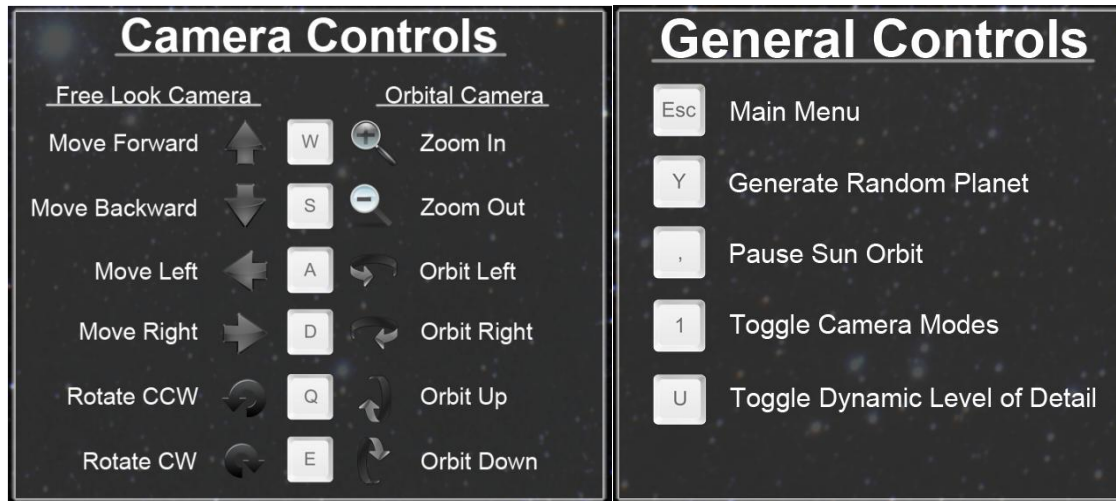 Camera Controls
Free Look Camera Orbital Camera
Move Forward W Zoom In
Move Backward S Zoom Out
Move Left A Orbit Left
Move Right D Orbit Right
Rotate CCW Q Orbit Up
Rotate CW E Orbit Down
General Controls
Esc Main Menu
Y Generate Random Planet
, Pause Sun Orbit
1 Toggle Camera Modes
U Toggle Dynamic Level of Detail